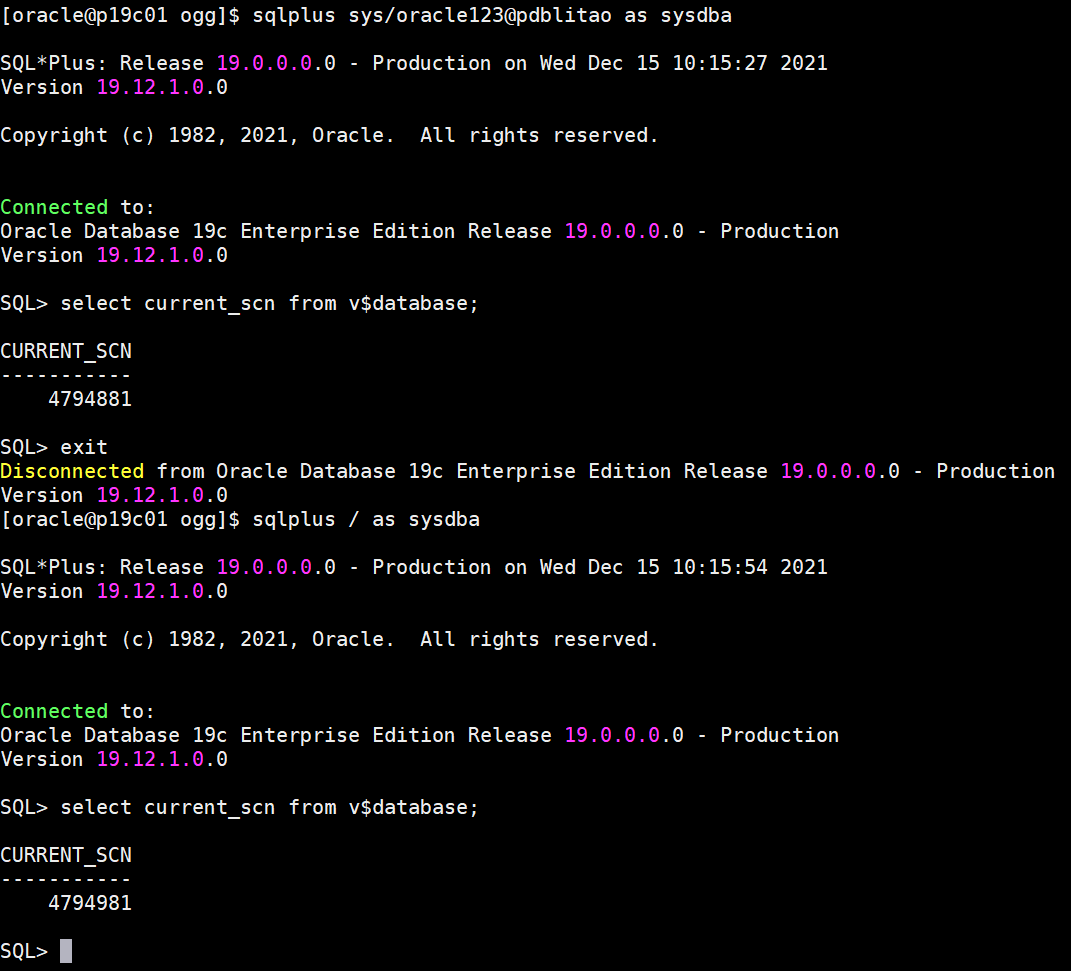 [oracle@p19c01 ogg]$ sqlplus sys/oracle123@pdblitao as sysdba
SQL*Plus: Release 19.0.0.0.0 - Production on Wed Dec 15 10:15:27 2021
Version 19.12.1.0.0
Copyright (c) 1982, 2021, Oracle.  All rights reserved.
Connected to:
Oracle Database 19c Enterprise Edition Release 19.0.0.0.0 - Production
Version 19.12.1.0.0
SQL> select current_scn from v$database;
CURRENT_SCN
-----------
    4794881
SQL> exit
Disconnected from Oracle Database 19c Enterprise Edition Release 19.0.0.0.0 - Production
Version 19.12.1.0.0
[oracle@p19c01 ogg]$ sqlplus / as sysdba
SQL*Plus: Release 19.0.0.0.0 - Production on Wed Dec 15 10:15:54 2021
Version 19.12.1.0.0
Copyright (c) 1982, 2021, Oracle.  All rights reserved.
Connected to:
Oracle Database 19c Enterprise Edition Release 19.0.0.0.0 - Production
Version 19.12.1.0.0
SQL> select current_scn from v$database;
CURRENT_SCN
-----------
    4794981
SQL>